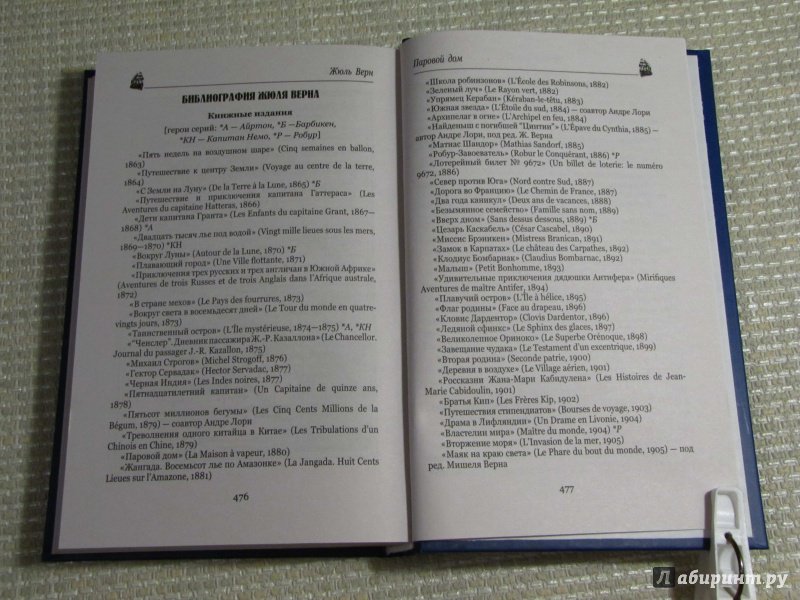 Жюль Верн
БИБЛИОГРАФИЯ ЖЮЛЯ ВЕРНА
Книжные издания
[герои серий: *А — Айртон, *Б —Барбикен,
*КН — Капитан Немо, *Р — Робур]
«Пять недель на воздушном шаре» (Cinq semaines en ballon,
1863)
«Путешествие к центру Земли» (Voyage au centre de la terre,
1864)
«С Земли на Луну» (De la Terre à la Lune, 1865) *Б
«Путешествие и приключения капитана Гаттераса» (Les
Aventures du capitaine Hatteras, 1866)
«Дети капитана Гранта» (Les Enfants du capitaine Grant, 1867–
1868) *А
«Двадцать тысяч лье под водой» (Vingt mille lieues sous les mers,
1869—1870) *КН
«Вокруг Луны» (Autour de la Lune, 1870) *Б
«Плавающий город» (Une Ville flottante, 1871)
«Приключения трех русских и трех англичан в Южной Африке»
(Aventures de trois Russes et de trois Anglais dans l'Afrique australe,
1872)
«В стране мехов» (Le Pays des fourrures, 1873)
«Вокруг света в восемьдесят дней» (Le Tour du monde en quatre-
vingts jours, 1873)
«Таинственный остров» (L'Île mystérieuse, 1874—1875) *А, *КН
«"Ченслер". Дневник пассажира Ж.-Р. Казаллона» (Le Chancellor.
Journal du passager J.-R. Kazallon, 1875)
«Михаил Строгов» (Michel Strogoff, 1876)
«Гектор Сервадак» (Hector Servadac, 1877)
«Черная Индия» (Les Indes noires, 1877)
«Пятнадцатилетний капитан» (Un Capitaine de quinze ans,
1878)
«Пятьсот миллионов бегумы» (Les Cinq Cents Millions de la
Bégum, 1879) — соавтор Андре Лори
«Треволнения одного китайца в Китае» (Les Tribulations d'un
Chinois en Chine, 1879)
«Паровой дом» (La Maison à vapeur, 1880)
«Жангада. Восемьсот лье по Амазонке» (La Jangada. Huit Cents
Lieues sur l'Amazone, 1881)
476
Паровой дом
«Школа робинзонов» (L'École des Robinsons, 1882)
«Зеленый луч» (Le Rayon vert, 1882)
«Упрямец Керабан» (Kéraban-le-têtu, 1883)
«Южная звезда» (L'Étoile du sud, 1884) — соавтор Андре Лори
«Архипелаг в огне» (L'Archipel en feu, 1884)
«Найденыш с погибшей "Цинтии"» (L'Épave du Cynthia, 1885) —
автор Андре Лори, под ред. Ж. Верна
«Матиас Шандор» (Mathias Sandorf, 1885)
«Робур-Завоеватель» (Robur le Conquérant, 1886) *Р
«Лотерейный билет № 9672» (Un billet de loterie: le numéro
9672, 1886)
«Север против Юга» (Nord contre Sud, 1887)
«Дорога во Францию» (Le Chemin de France, 1887)
«Два года каникул» (Deux ans de vacances, 1888)
«Безымянное семейство» (Famille sans nom, 1889)
«Вверх дном» (Sans dessus dessous, 1889) *Б
«Цезарь Каскабель» (César Cascabel, 1890)
«Миссис Брэникен» (Mistress Branican, 1891)
«Замок в Карпатах» (Le château des Carpathes, 1892)
«Клодиус Бомбарнак» (Claudius Bombarnac, 1892)
«Малыш» (Petit Bonhomme, 1893)
«Удивительные приключения дядюшки Антифера» (Mirifiques
Aventures de maître Antifer, 1894)
«Плавучий остров» (L'Île à hélice, 1895)
«Флаг родины» (Face au drapeau, 1896)
«Кловис Дардентор» (Clovis Dardentor, 1896)
«Ледяной сфинкс» (Le Sphinx des glaces, 1897)
«Великолепное Ориноко» (Le Superbe Orénoque, 1898)
«Завещание чудака» (Le Testament d'un excentrique, 1899)
«Вторая родина» (Seconde patrie, 1900)
«Деревня в воздухе» (Le Village aérien, 1901)
«Россказни Жана-Мари Кабидулена» (Les Histoires de Jean-
Marie Cabidoulin, 1901)
«Братья Кип» (Les Frères Kip, 1902)
«Путешествия стипендиатов» (Bourses de voyage, 1903)
«Драма в Лифляндии» (Un Drame en Livonie, 1904)
«Властелин мира» (Maître du monde, 1904) *Р
«Вторжение моря» (L'Invasion de la mer, 1905)
«Маяк на краю света» (Le Phare du bout du monde, 1905) — под
ред. Мишеля Верна
477
Лабиринт.ру